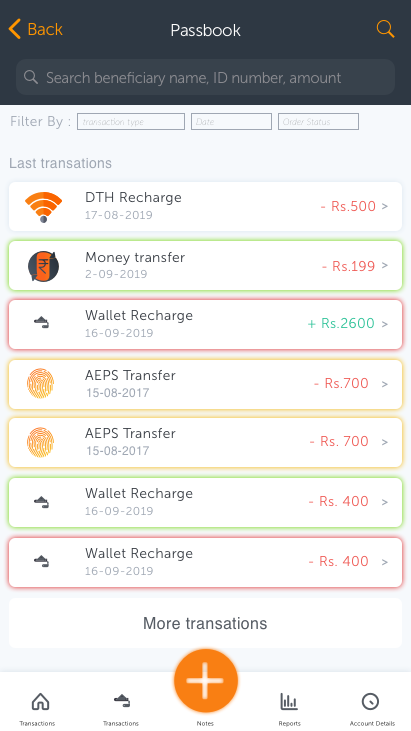 Back
Passbook
Search beneficiary name, ID number, amount
Filter By : transaction type Date Order Status
Last transations
DTH Recharge
17-08-2019
- Rs.500 >
Money transfer
2-09-2019
- Rs.199 >
Wallet Recharge
16-09-2019
+ Rs.2600 >
AEPS Transfer
15-08-2017
- Rs.700 >
AEPS Transfer
15-08-2017
- Rs. 700 >
Wallet Recharge
16-09-2019
- Rs. 400 >
Wallet Recharge
16-09-2019
- Rs. 400 >
More transations
Transactions Transactions Notes Reports Account Details